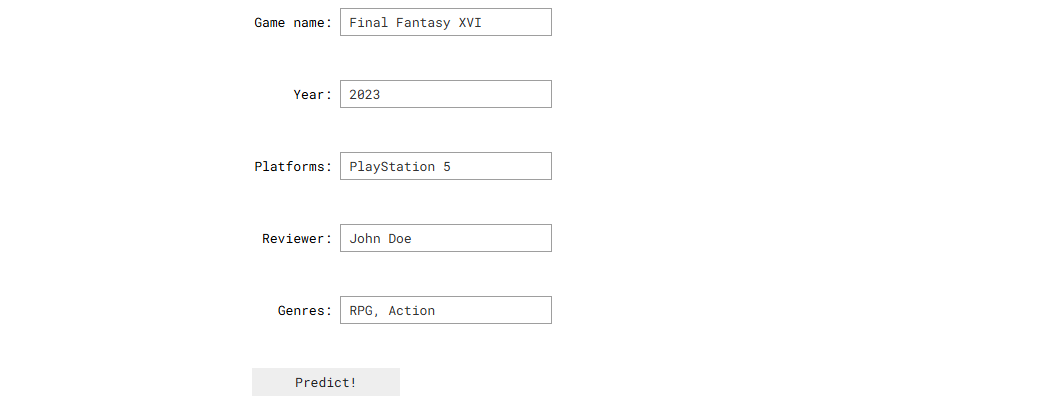 Game name: Final Fantasy XVI
Year: 2023
Platforms: PlayStation 5
Reviewer: John Doe
Genres: RPG, Action
Predict!